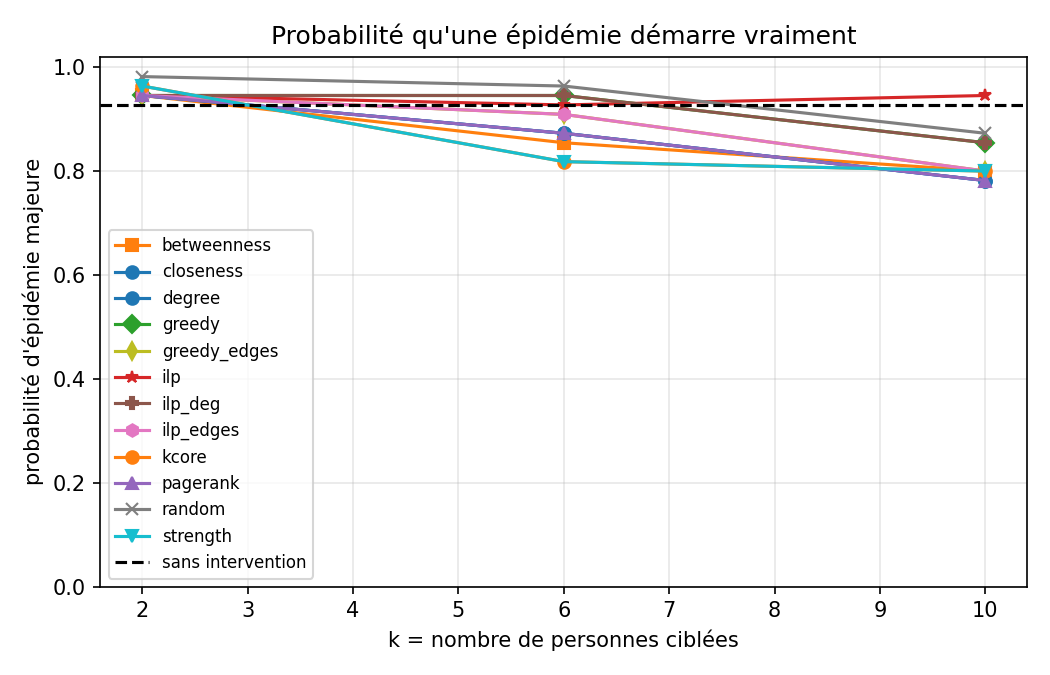 Probabilité qu'une épidémie démarre vraiment
probabilité d'épidémie majeure
1.0
0.8
0.6
0.4
0.2
0.0
betweenness
closeness
degree
greedy
greedy_edges
ilp
ilp_deg
ilp_edges
kcore
pagerank
random
strength
sans intervention
2 3 4 5 6 7 8 9 10
k = nombre de personnes ciblées